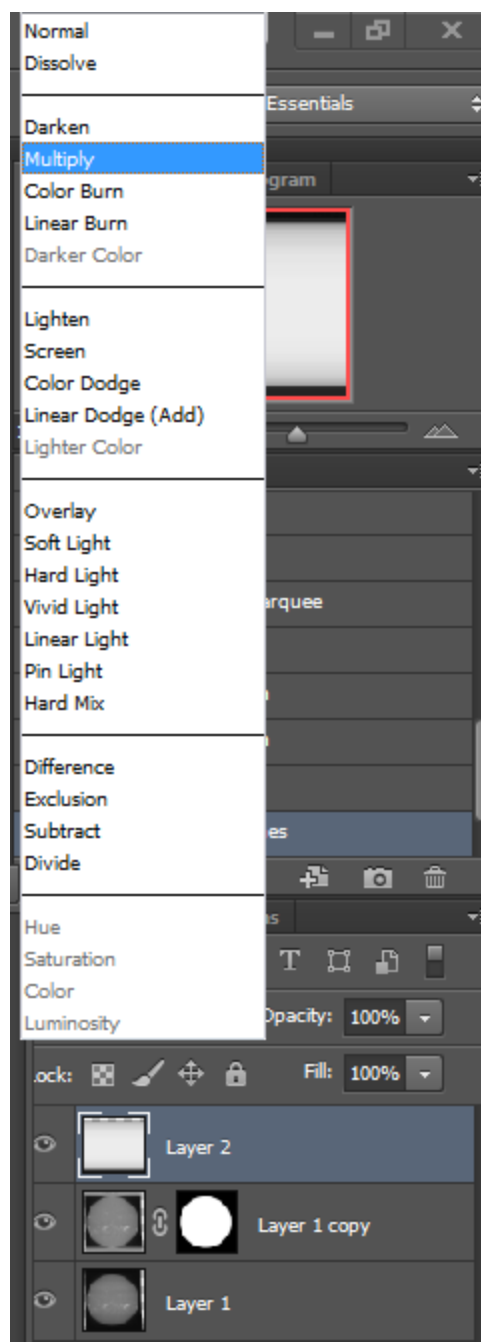 Normal
Dissolve
Essentials
Darken
Multiply
gram
Color Burn
Linear Burn
Darker Color
Lighten
Screen
Color Dodge
Linear Dodge (Add)
Lighter Color
Overlay
Soft Light
Hard Light
Vivid Light
arquee
Linear Light
Pin Light
Hard Mix
Difference
Exclusion
Subtract
es
Divide
Hue
ns
Saturation
T
Color
Luminosity
Opacity: 100%
ock:
Fill: 100%
Layer 2
Layer 1 copy
Layer 1